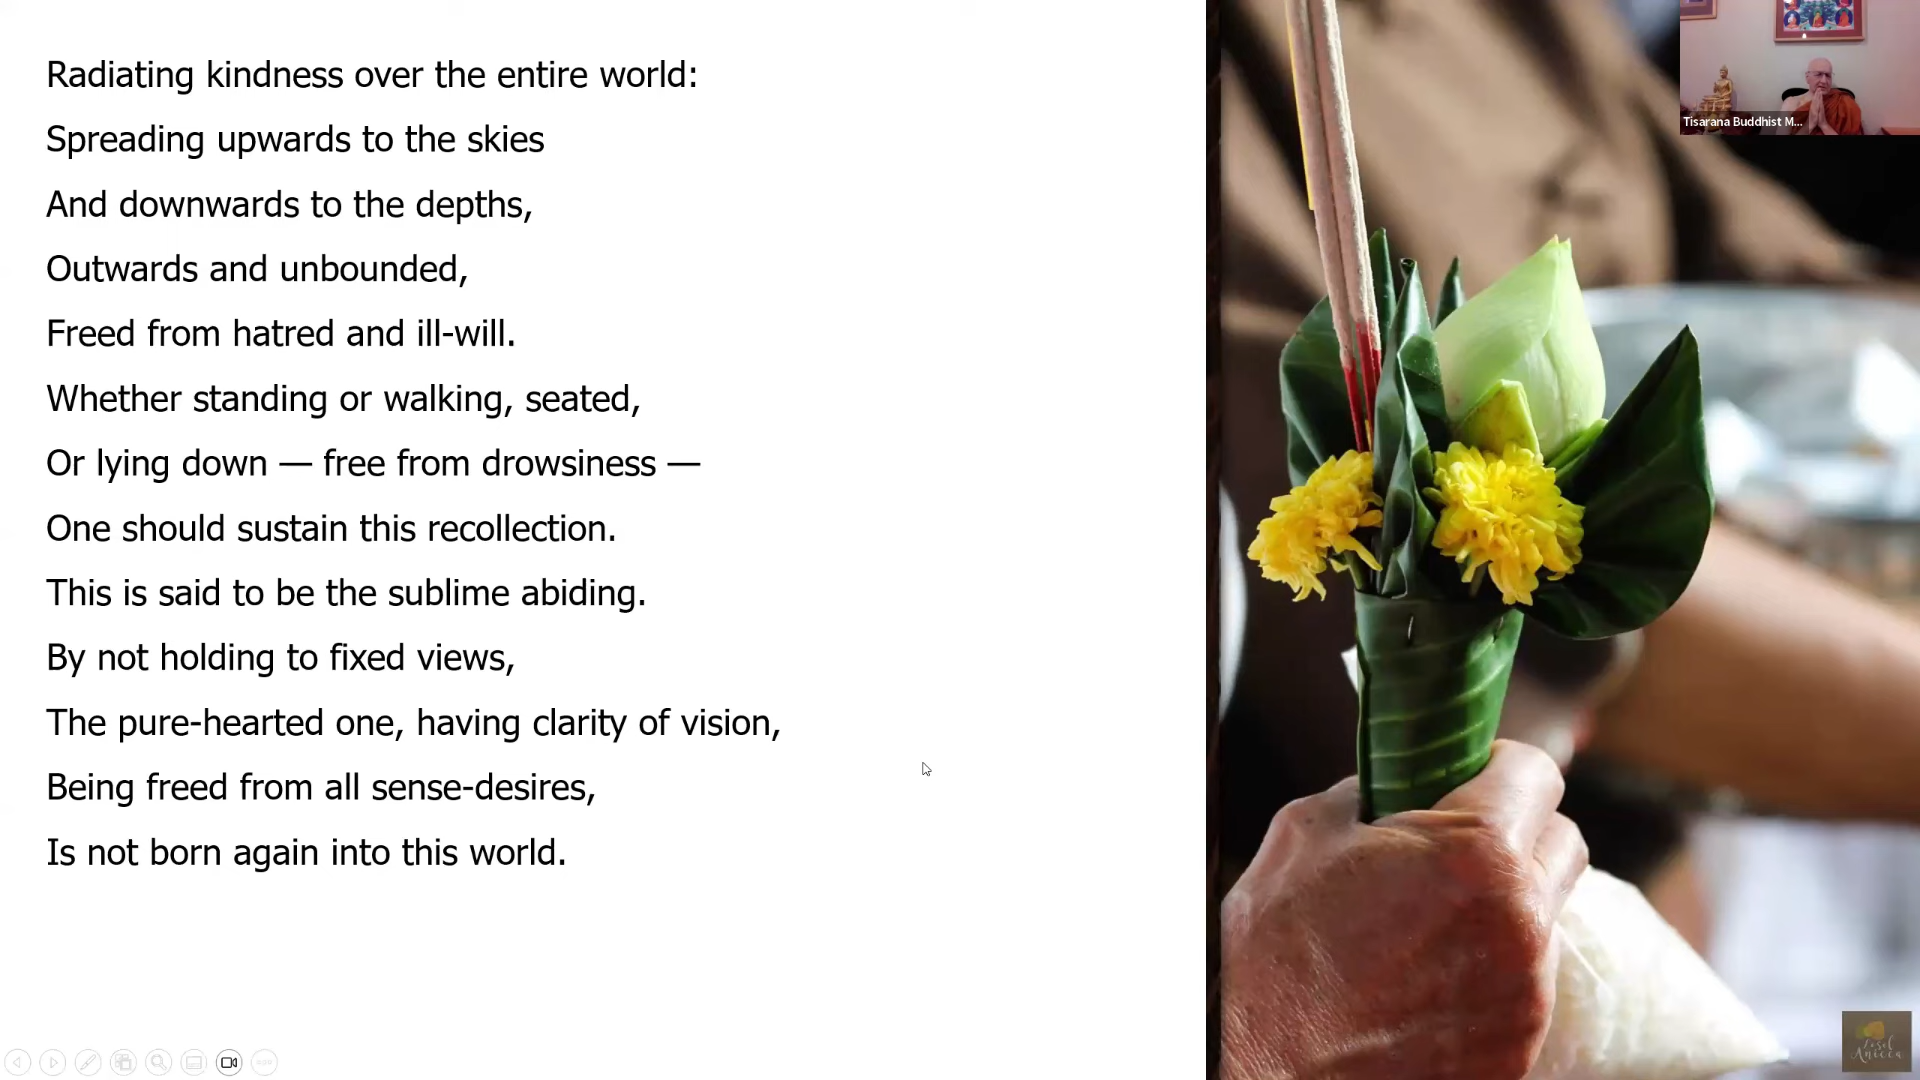 Radiating kindness over the entire world:
Spreading upwards to the skies
And downwards to the depths,
Outwards and unbounded,
Freed from hatred and ill-will.
Whether standing or walking, seated,
Or lying down — free from drowsiness —
One should sustain this recollection.
This is said to be the sublime abiding.
By not holding to fixed views,
The pure-hearted one, having clarity of vision,
Being freed from all sense-desires,
Is not born again into this world.
Tisarana Buddhist M...
Anicca